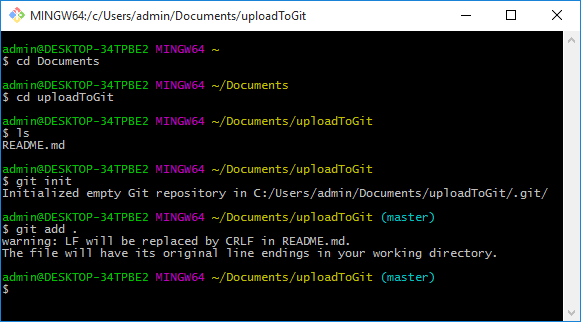 MINGW64:/c/Users/admin/Documents/uploadToGit
admin@DESKTOP-34TPBE2 MINGW64 ~
$ cd Documents
admin@DESKTOP-34TPBE2 MINGW64 ~/Documents
$ cd uploadToGit
admin@DESKTOP-34TPBE2 MINGW64 ~/Documents/uploadToGit
$ ls
README.md
admin@DESKTOP-34TPBE2 MINGW64 ~/Documents/uploadToGit
$ git init
Initialized empty Git repository in C:/Users/admin/Documents/uploadToGit/.git/
admin@DESKTOP-34TPBE2 MINGW64 ~/Documents/uploadToGit (master)
$ git add .
warning: LF will be replaced by CRLF in README.md.
The file will have its original line endings in your working directory.
admin@DESKTOP-34TPBE2 MINGW64 ~/Documents/uploadToGit (master)
$